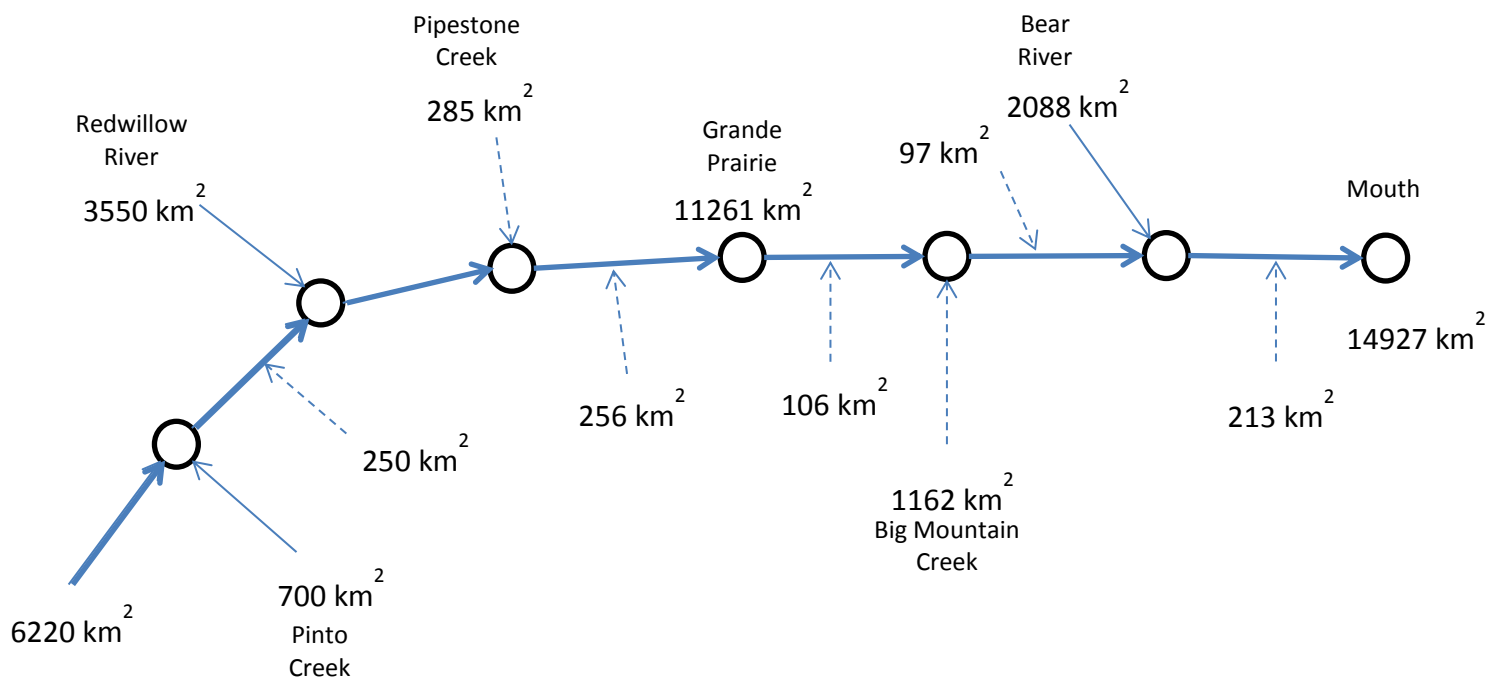 Pipestone
Creek
285 km²
Bear
River
2088 km²
Redwillow
River
3550 km²
Grande
Prairie
11261 km²
97 km²
Mouth
14927 km²
256 km²
106 km²
213 km²
250 km²
1162 km²
Big Mountain
Creek
6220 km²
700 km²
Pinto
Creek